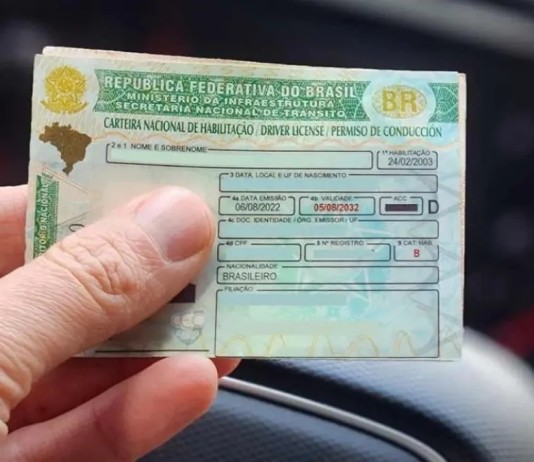 REPÚBLICA FEDERATIVA DO BRASIL
MINISTÉRIO DA INFRAESTRUTURA
SECRETARIA NACIONAL DE TRÂNSITO
BR
CARTEIRA NACIONAL DE HABILITAÇÃO / DRIVER LICENSE / PERMISO DE CONDUCCIÓN
2 e 1 NOME E SOBRENOME
1ª HABILITAÇÃO
24/02/2003
3 DATA, LOCAL E UF DE NASCIMENTO
4a DATA EMISSÃO
4b VALIDADE
ACC
06/08/2022
05/08/2032
D
4c DOC. IDENTIDADE / ÓRG. EMISSOR / UF
4d CPF
5 Nº REGISTRO
9 CAT. HAB.
B
NACIONALIDADE
BRASILEIRO
FILIAÇÃO